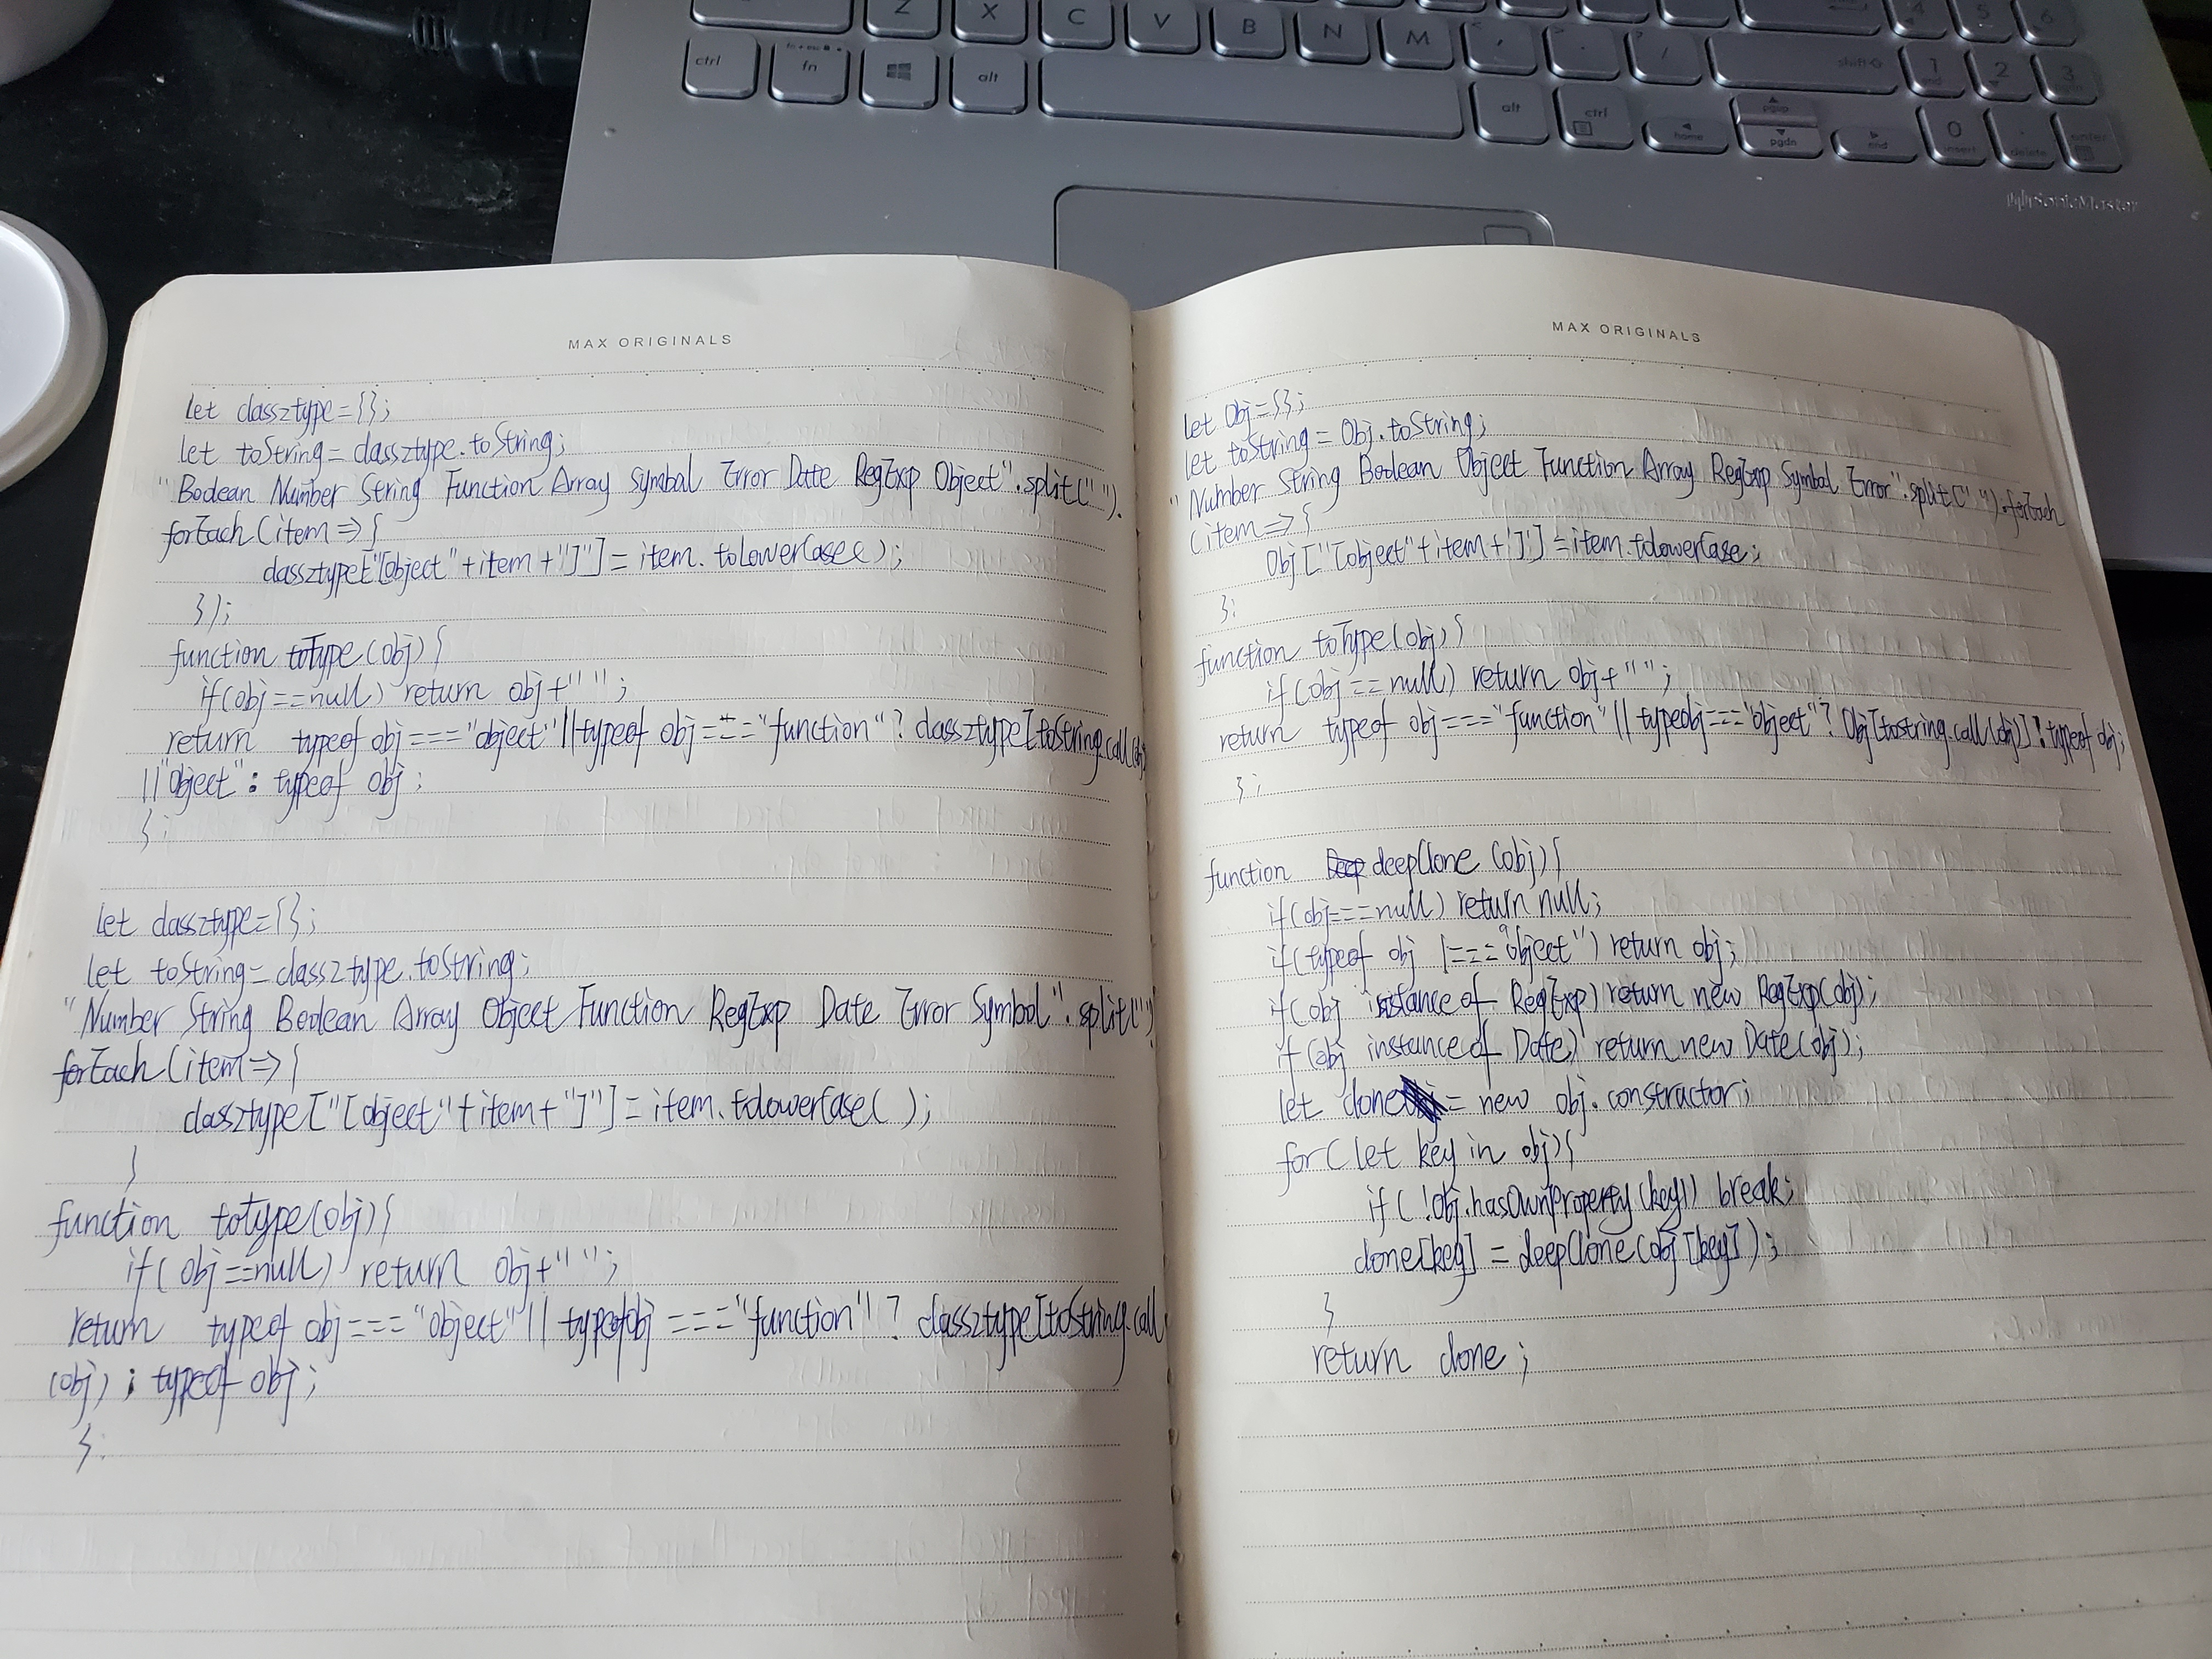 Z X C V B N M
ctrl fn alt alt ctrl home pgup pgdn end
shift 1 end 2 3
0 insert . delete enter
SonicMaster
MAX ORIGINALS
let classztype={};
let toString=classztype.toString;
"Boolean Number String Function Array Symbol Error Date RegExp Object".split(" ").
forEach(item=>{
classztype["[object"+item+"]"]=item.toLowerCase();
});
function totype(obj){
if(obj==null) return obj+" ";
return typeof obj==="object"||typeof obj==="function"? classztype[toString.call(obj
||"object": typeof obj;
};
let classztype={};
let toString=classztype.toString;
"Number String Boolean Array Object Function RegExp Date Error Symbol".split(" ")
forEach(item=>{
classztype["[object"+item+"]"]=item.toLowerCase( );
}
function totype(obj){
if(obj==null) return obj+" ";
return typeof obj==="object"|| typeof obj==="function"? classztype[toString.call
(obj) : typeof obj;
};
MAX ORIGINALS
let Obj={};
let toString=Obj.toString;
"Number String Boolean Object Function Array RegExp Symbol Error".split(" ").forEach
(item=>{
Obj["[object"+item+"]"]=item.tolowerCase;
};
function toType(obj){
if(obj==null) return obj+" ";
return typeof obj==="function"|| typeobj==="object"? Obj[tostring.call(obj)]:typeof obj;
};
function Deep deepClone(obj){
if(obj===null) return null;
if(typeof obj !==="object") return obj;
if(obj instance of RegExp) return new RegExp(obj);
if(obj instance of Date) return new Date(obj);
let clone = new obj.constractor;
for(let key in obj){
if(!obj.hasOwnProperty(key)) break;
clone[key]=deepClone(obj[key]);
}
return clone;